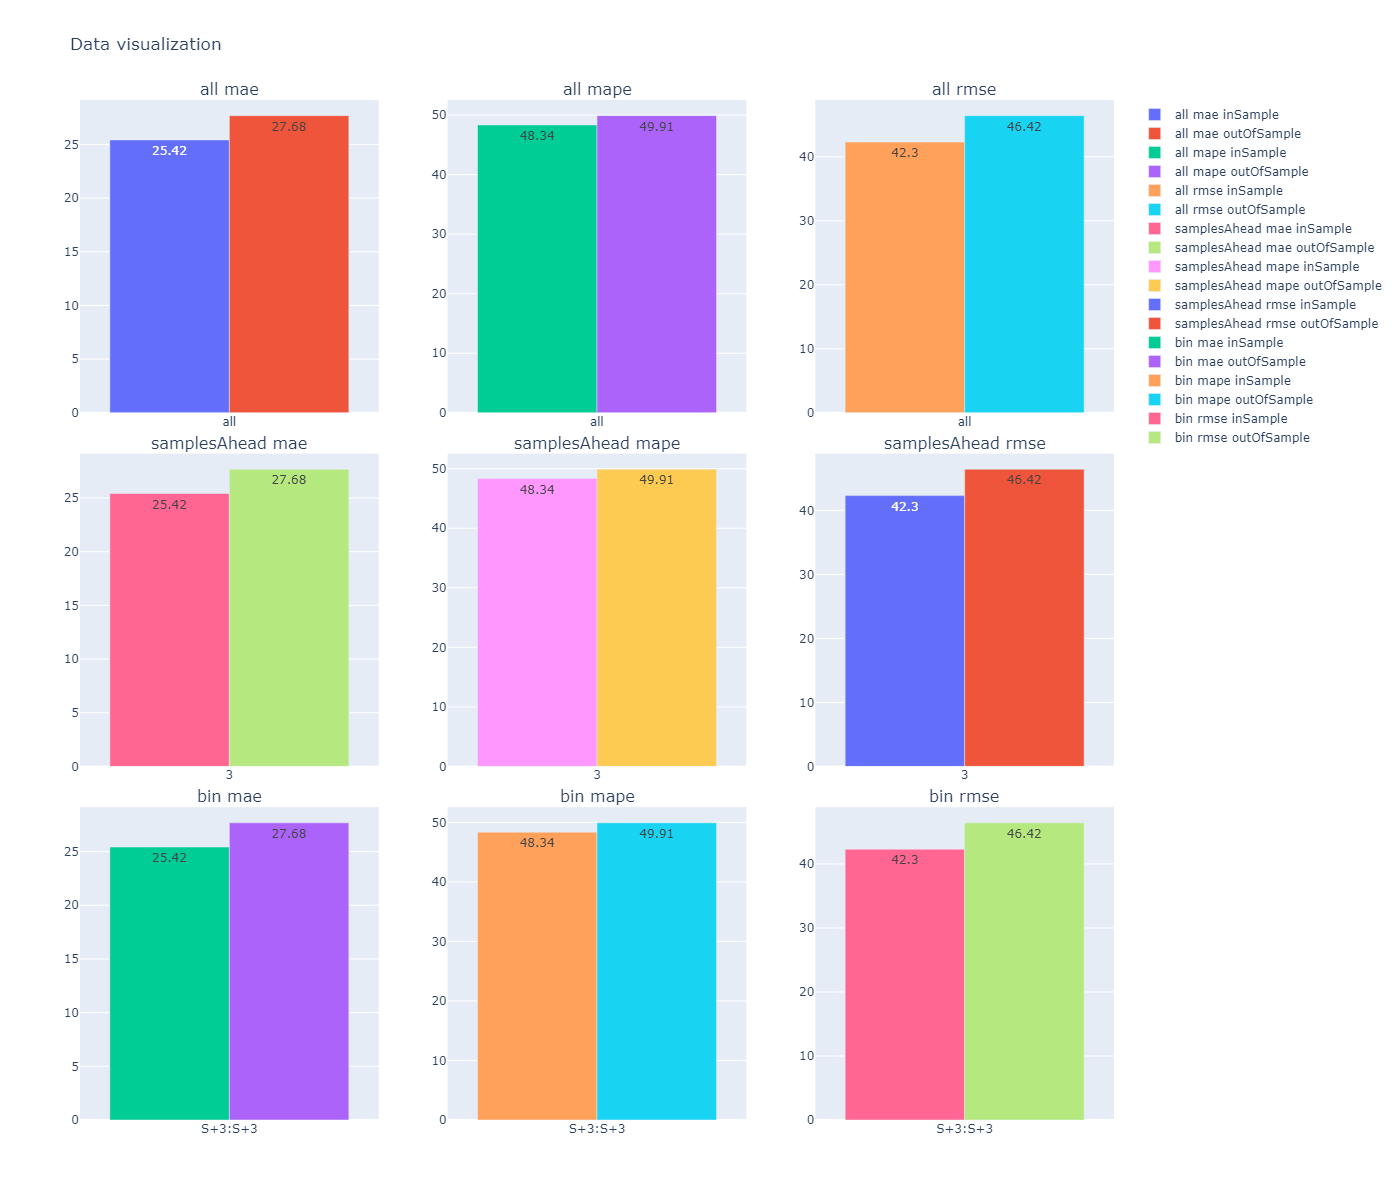 Data visualization
all mae
25
20
15
10
5
0
25.42
27.68
all
all mape
50
40
30
20
10
0
48.34
49.91
all
all rmse
40
30
20
10
0
42.3
46.42
all
samplesAhead mae
25
20
15
10
5
0
25.42
27.68
3
samplesAhead mape
50
40
30
20
10
0
48.34
49.91
3
samplesAhead rmse
40
30
20
10
0
42.3
46.42
3
bin mae
25
20
15
10
5
0
25.42
27.68
S+3:S+3
bin mape
50
40
30
20
10
0
48.34
49.91
S+3:S+3
bin rmse
40
30
20
10
0
42.3
46.42
S+3:S+3
all mae inSample
all mae outOfSample
all mape inSample
all mape outOfSample
all rmse inSample
all rmse outOfSample
samplesAhead mae inSample
samplesAhead mae outOfSample
samplesAhead mape inSample
samplesAhead mape outOfSample
samplesAhead rmse inSample
samplesAhead rmse outOfSample
bin mae inSample
bin mae outOfSample
bin mape inSample
bin mape outOfSample
bin rmse inSample
bin rmse outOfSample